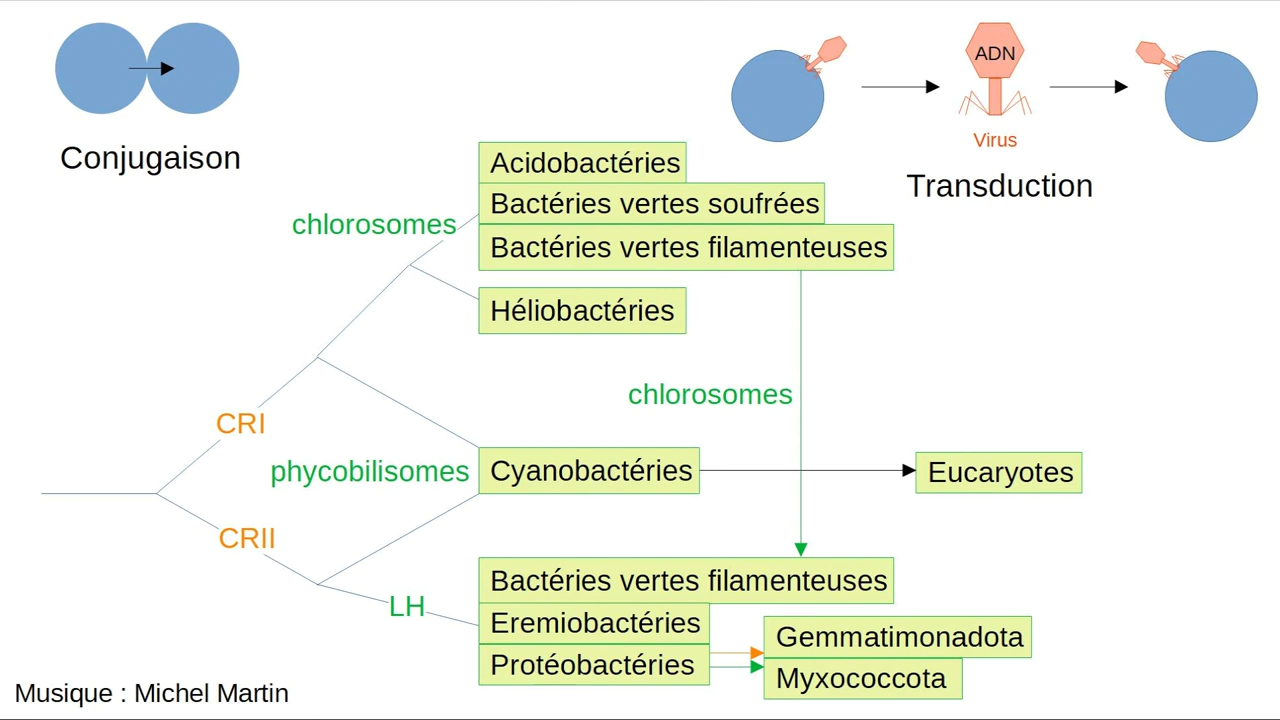 ADN
Virus
Conjugaison
Transduction
Acidobactéries
Bactéries vertes soufrées
chlorosomes
Bactéries vertes filamenteuses
Héliobactéries
chlorosomes
CRI
phycobilisomes
Cyanobactéries
Eucaryotes
CRII
Bactéries vertes filamenteuses
LH
Eremiobactéries
Gemmatimonadota
Protéobactéries
Myxococcota
Musique : Michel Martin